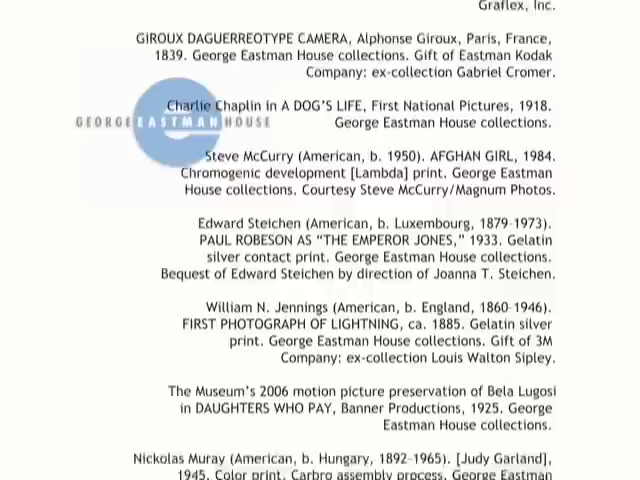 Graflex, Inc.
GIROUX DAGUERREOTYPE CAMERA, Alphonse Giroux, Paris, France,
1839. George Eastman House collections. Gift of Eastman Kodak
Company: ex-collection Gabriel Cromer.
Charlie Chaplin in A DOG'S LIFE, First National Pictures, 1918.
George Eastman House collections.
GEORGE EASTMAN HOUSE
Steve McCurry (American, b. 1950). AFGHAN GIRL, 1984.
Chromogenic development [Lambda] print. George Eastman
House collections. Courtesy Steve McCurry/Magnum Photos.
Edward Steichen (American, b. Luxembourg, 1879-1973).
PAUL ROBESON AS "THE EMPEROR JONES," 1933. Gelatin
silver contact print. George Eastman House collections.
Bequest of Edward Steichen by direction of Joanna T. Steichen.
William N. Jennings (American, b. England, 1860-1946).
FIRST PHOTOGRAPH OF LIGHTNING, ca. 1885. Gelatin silver
print. George Eastman House collections. Gift of 3M
Company: ex-collection Louis Walton Sipley.
The Museum's 2006 motion picture preservation of Bela Lugosi
in DAUGHTERS WHO PAY, Banner Productions, 1925. George
Eastman House collections.
Nickolas Muray (American, b. Hungary, 1892-1965). [Judy Garland],
1945. Color print, Carbro assembly process. George Eastman